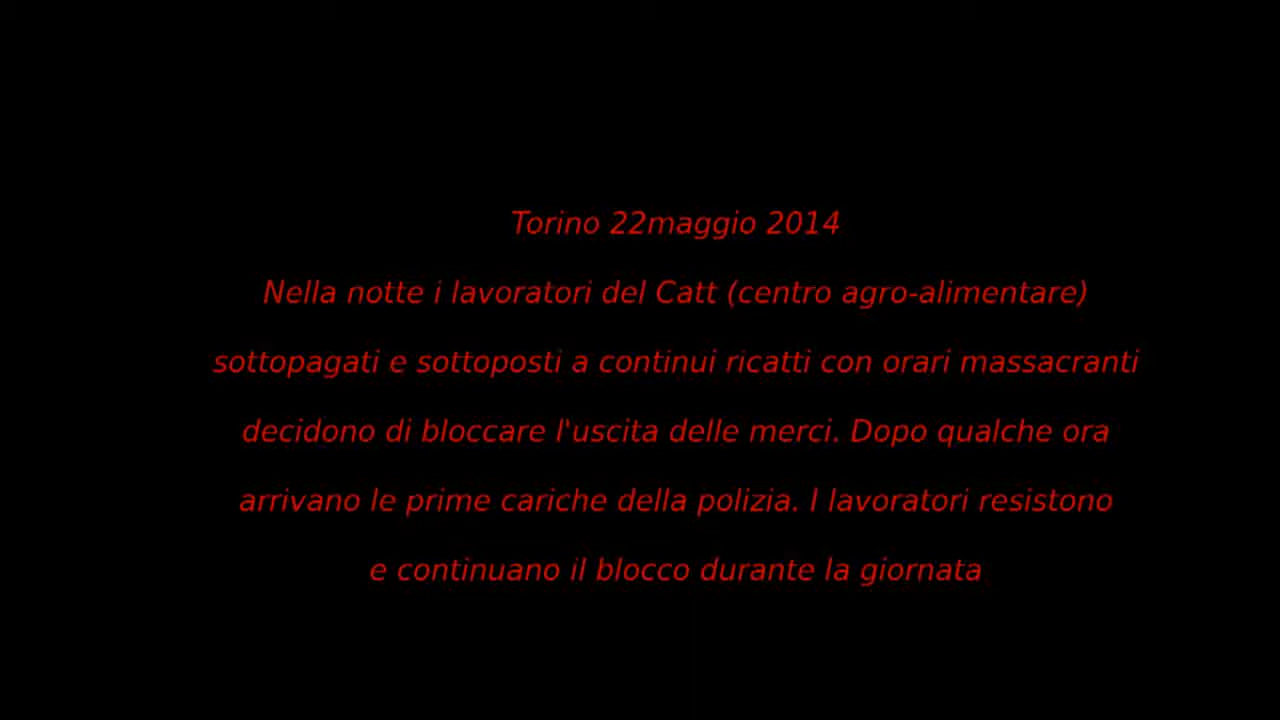 Torino 22maggio 2014
Nella notte i lavoratori del Catt (centro agro-alimentare)
sottopagati e sottoposti a continui ricatti con orari massacranti
decidono di bloccare l'uscita delle merci. Dopo qualche ora
arrivano le prime cariche della polizia. I lavoratori resistono
e continuano il blocco durante la giornata